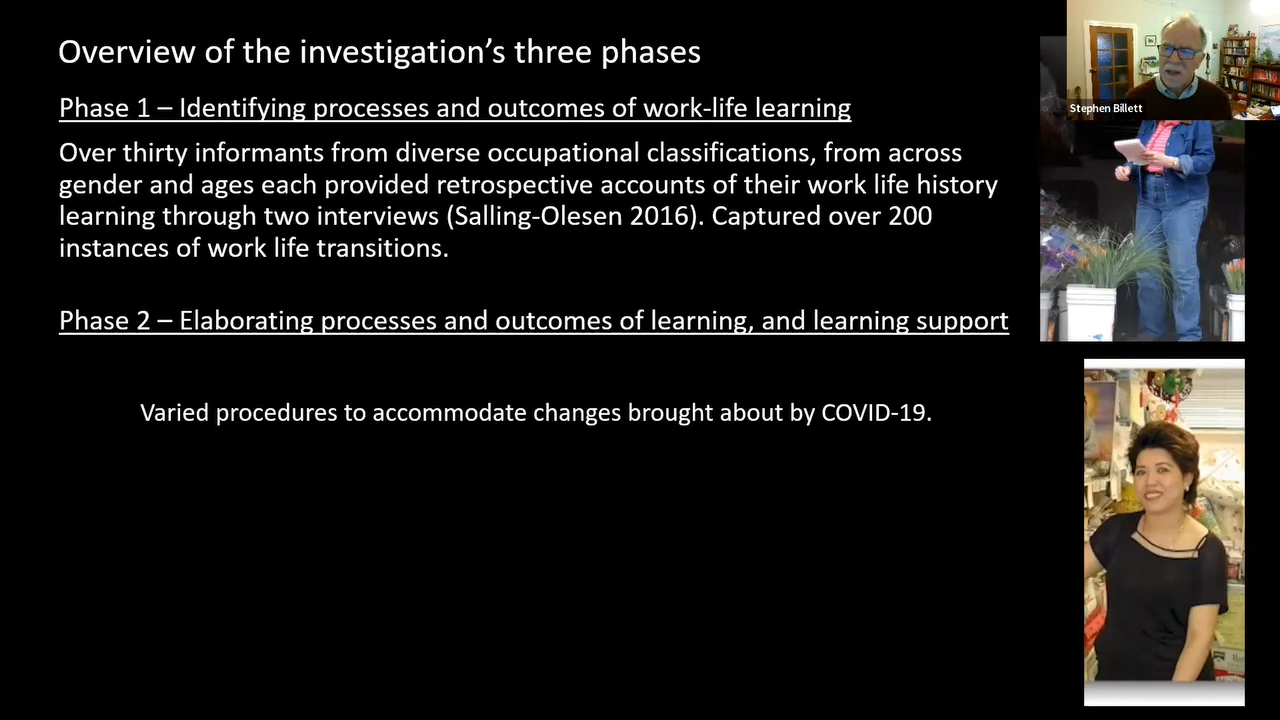 Overview of the investigation’s three phases
Phase 1 – Identifying processes and outcomes of work-life learning
Over thirty informants from diverse occupational classifications, from across
gender and ages each provided retrospective accounts of their work life history
learning through two interviews (Salling-Olesen 2016). Captured over 200
instances of work life transitions.
Phase 2 – Elaborating processes and outcomes of learning, and learning support
Varied procedures to accommodate changes brought about by COVID-19.
Stephen Billett